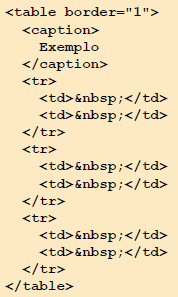 <table border="1">
  <caption>
    Exemplo
  </caption>
  <tr>
    <td>&nbsp;</td>
    <td>&nbsp;</td>
  </tr>
  <tr>
    <td>&nbsp;</td>
    <td>&nbsp;</td>
  </tr>
  <tr>
    <td>&nbsp;</td>
    <td>&nbsp;</td>
  </tr>
</table>